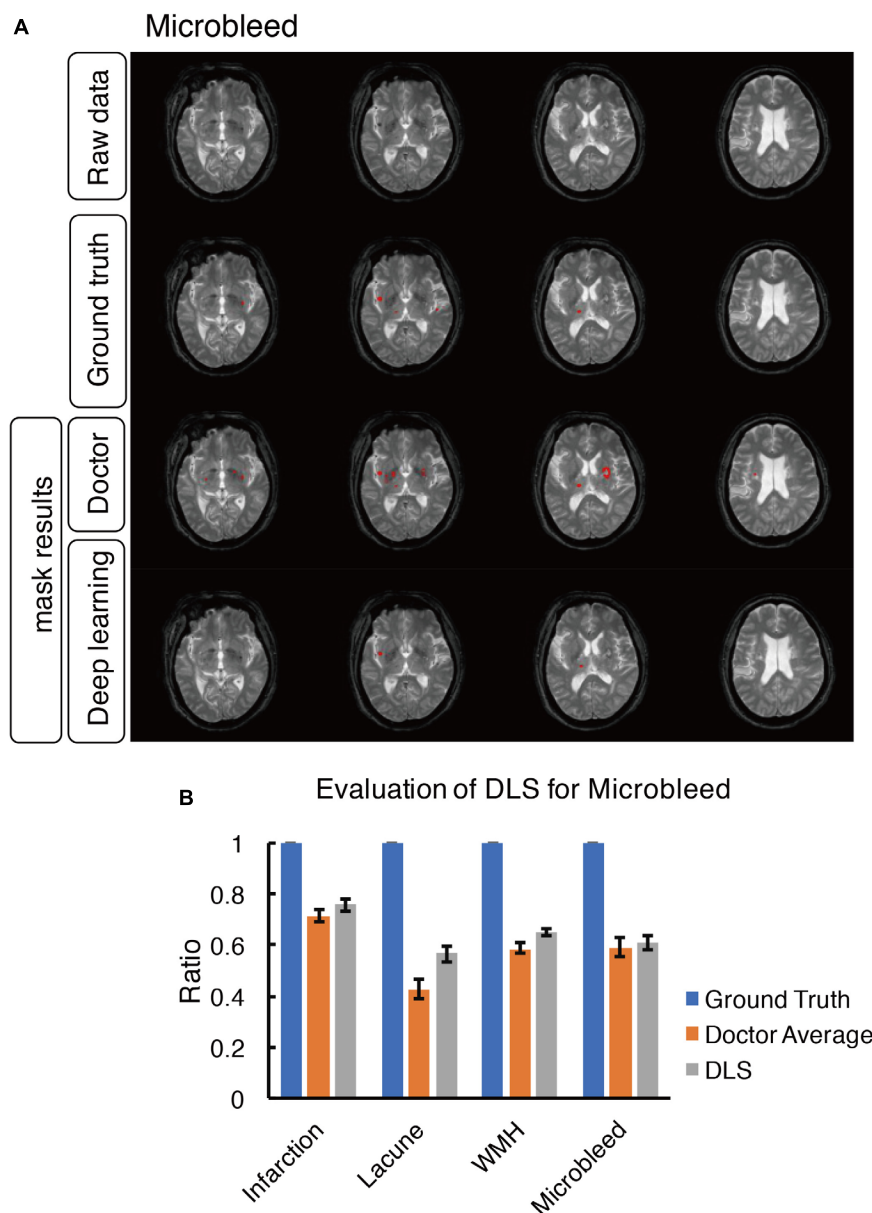 A
Microbleed
Raw data
Ground truth
mask results
Doctor
Deep learning
B
Evaluation of DLS for Microbleed
Ratio
1
0.8
0.6
0.4
0.2
0
Infarction
Lacune
WMH
Microbleed
Ground Truth
Doctor Average
DLS